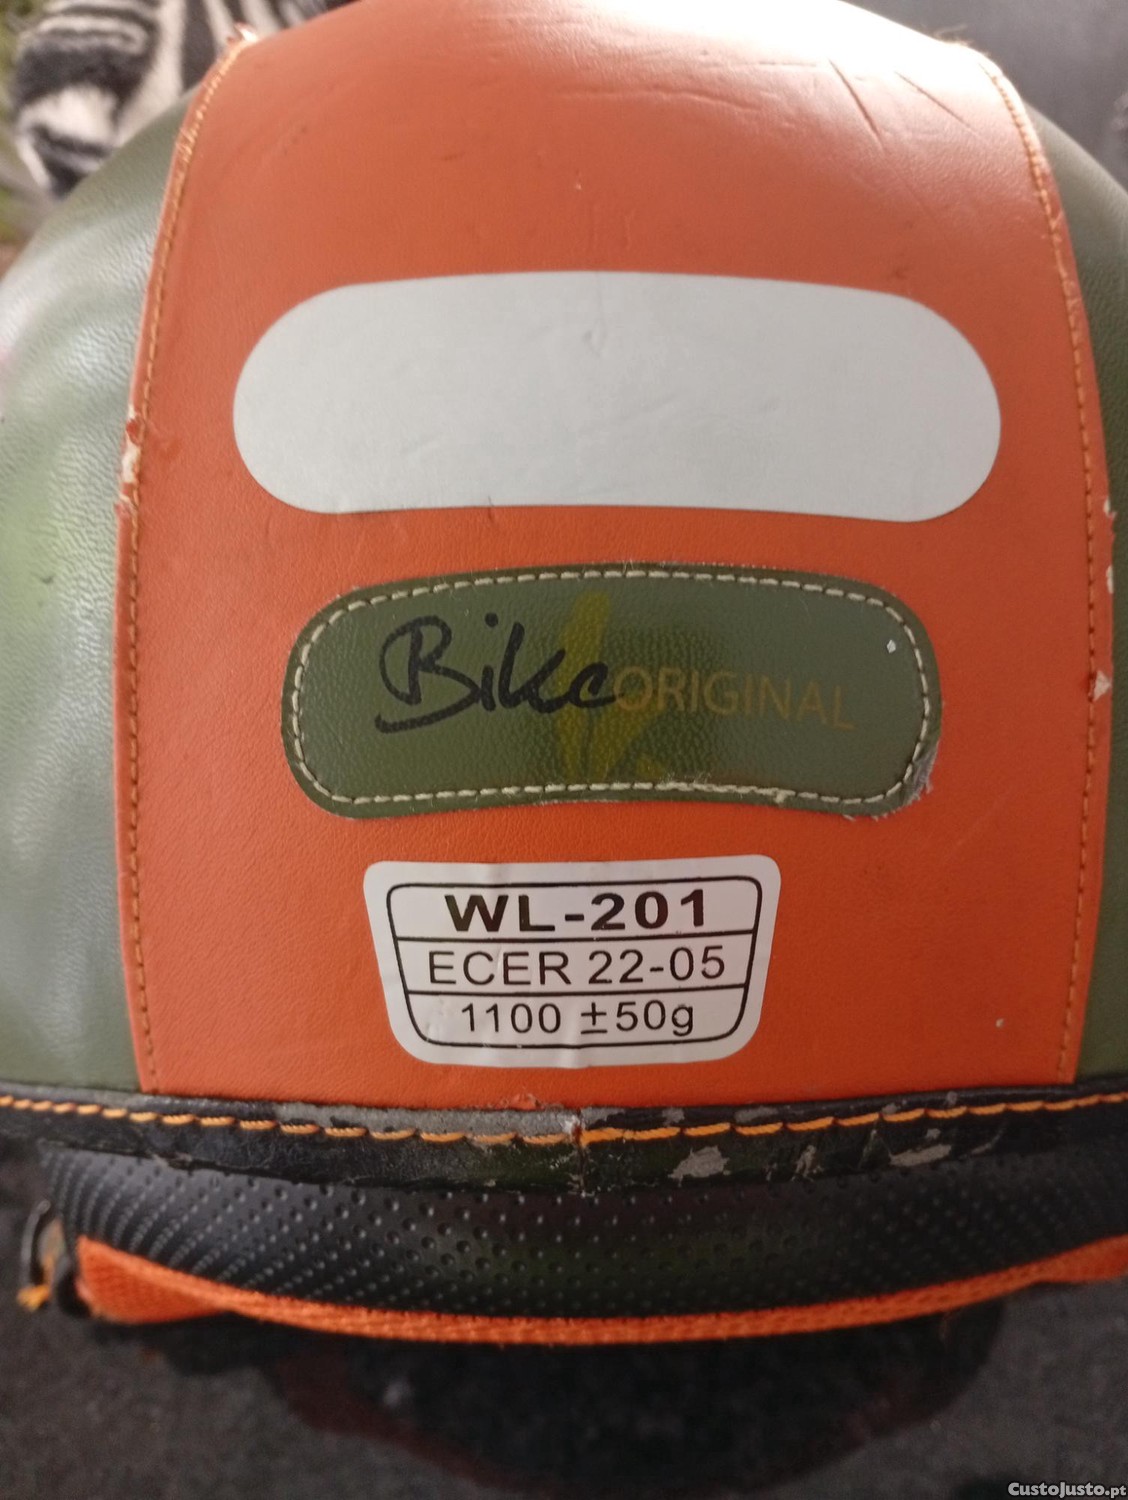 Bike ORIGINAL
WL-201
ECER 22-05
1100 ±50g
CustoJusto.pt